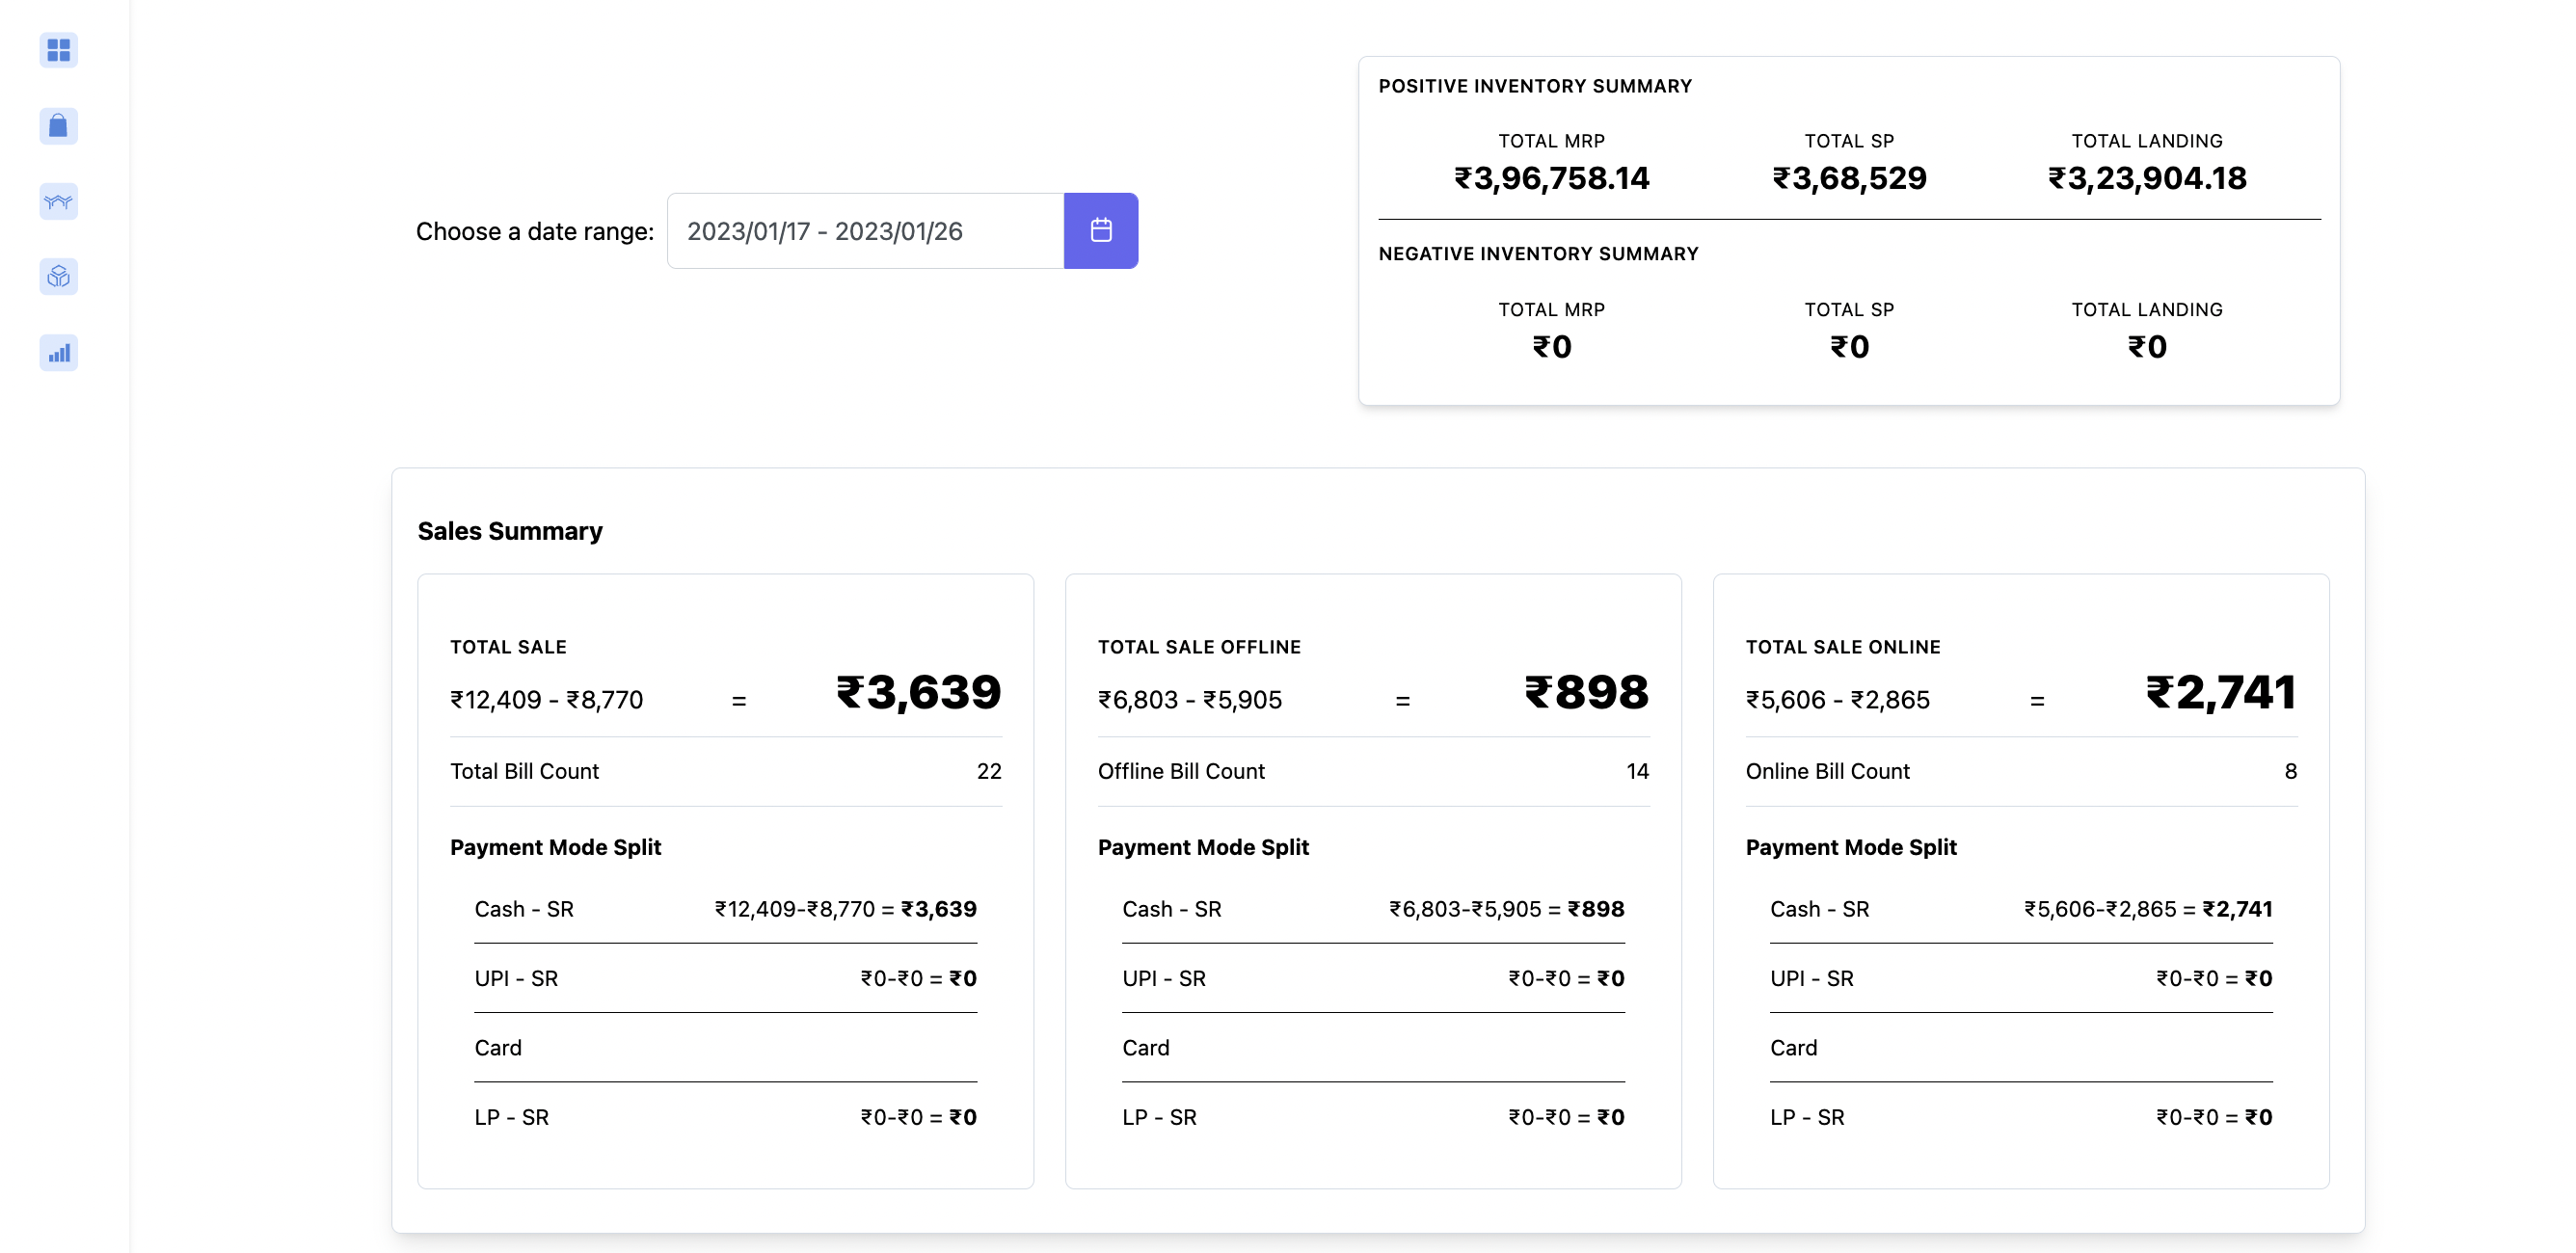 POSITIVE INVENTORY SUMMARY
TOTAL MRP TOTAL SP TOTAL LANDING
₹3,96,758.14 ₹3,68,529 ₹3,23,904.18
Choose a date range: 2023/01/17 - 2023/01/26
NEGATIVE INVENTORY SUMMARY
TOTAL MRP TOTAL SP TOTAL LANDING
₹0 ₹0 ₹0
Sales Summary
TOTAL SALE
₹12,409 - ₹8,770 = ₹3,639
Total Bill Count 22
Payment Mode Split
Cash - SR ₹12,409-₹8,770 = ₹3,639
UPI - SR ₹0-₹0 = ₹0
Card
LP - SR ₹0-₹0 = ₹0
TOTAL SALE OFFLINE
₹6,803 - ₹5,905 = ₹898
Offline Bill Count 14
Payment Mode Split
Cash - SR ₹6,803-₹5,905 = ₹898
UPI - SR ₹0-₹0 = ₹0
Card
LP - SR ₹0-₹0 = ₹0
TOTAL SALE ONLINE
₹5,606 - ₹2,865 = ₹2,741
Online Bill Count 8
Payment Mode Split
Cash - SR ₹5,606-₹2,865 = ₹2,741
UPI - SR ₹0-₹0 = ₹0
Card
LP - SR ₹0-₹0 = ₹0